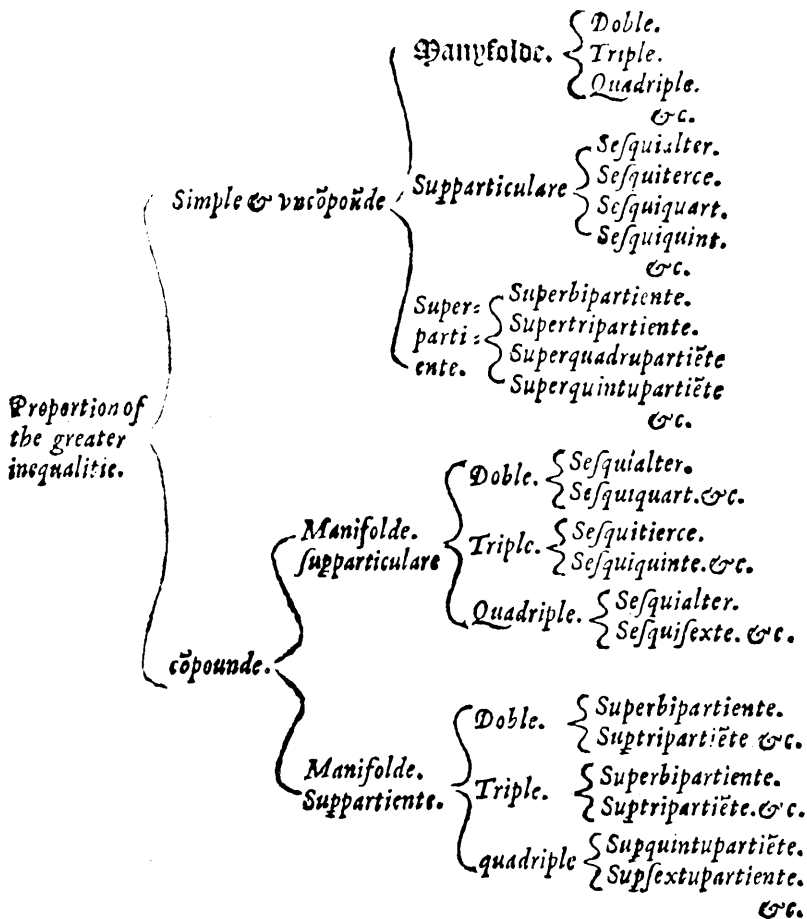 Proportion of
the greater
inequalitie.
Simple & vncõpoũde
Manyfolde.
Doble.
Triple.
Quadriple.
&c.
Supparticulare
Seſquialter.
Seſquiterce.
Seſquiquart.
Seſquiquint.
&c.
Super=
parti=
ente.
Superbipartiente.
Supertripartiente.
Superquadrupartiẽte
Superquintupartiẽte
&c.
cõpounde.
Manifolde.
ſupparticulare
Doble.
Seſquialter.
Seſquiquart.&c.
Triple.
Seſquitierce.
Seſquiquinte.&c.
Quadriple.
Seſquialter.
Seſquiſexte. &c.
Manifolde.
Suppartiente.
Doble.
Superbipartiente.
Suptripartiẽte &c.
Triple.
Superbipartiente.
Suptripartiẽte.&c.
quadriple
Supquintupartiẽte.
Supſextupartiente.
&c.